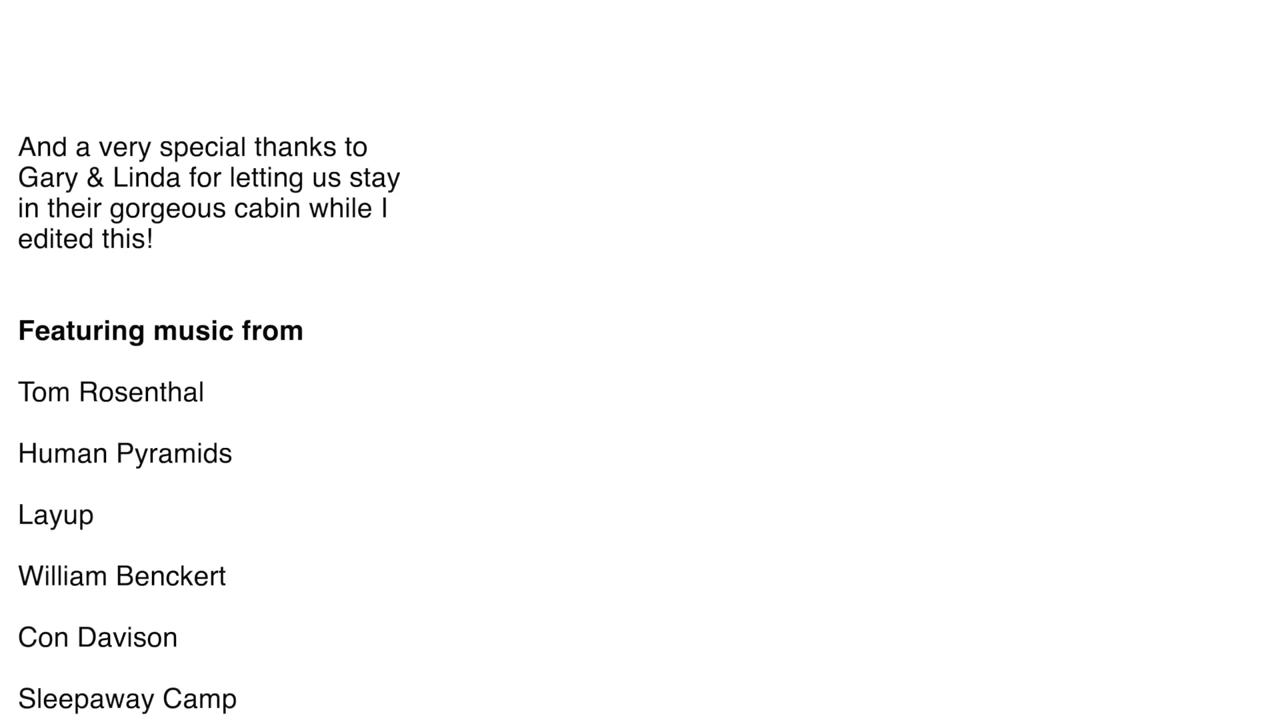 And a very special thanks to
Gary & Linda for letting us stay
in their gorgeous cabin while I
edited this!
Featuring music from
Tom Rosenthal
Human Pyramids
Layup
William Benckert
Con Davison
Sleepaway Camp